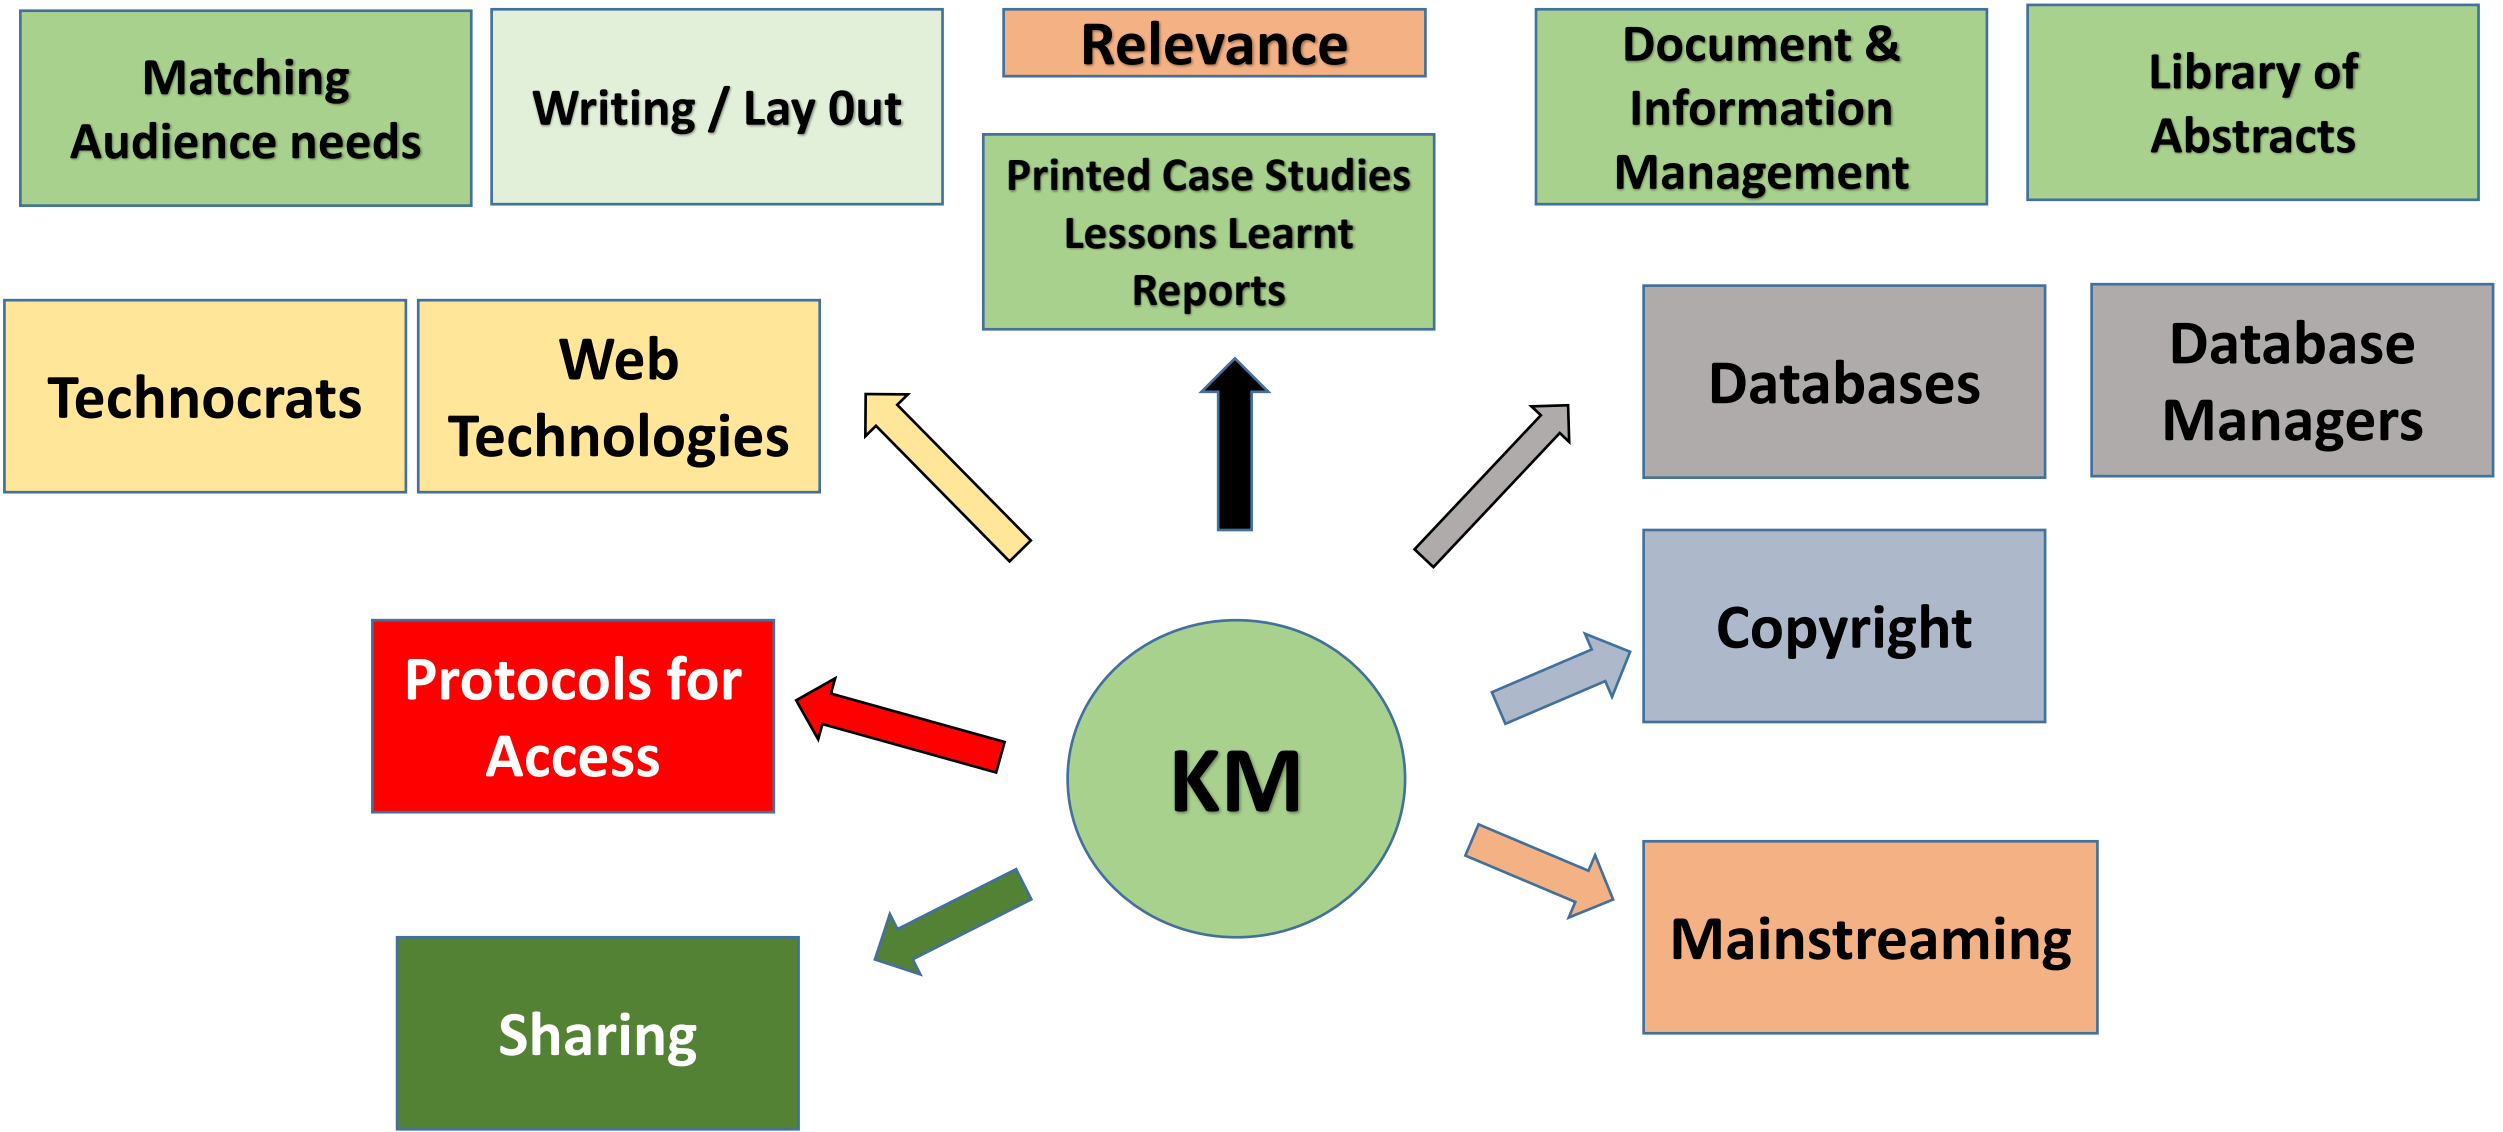 Matching
Audience needs
Writing / Lay Out
Relevance
Printed Case Studies
Lessons Learnt
Reports
Document &
Information
Management
Library of
Abstracts
Technocrats
Web
Technologies
Databases
Database
Managers
Protocols for
Access
KM
Copyright
Sharing
Mainstreaming